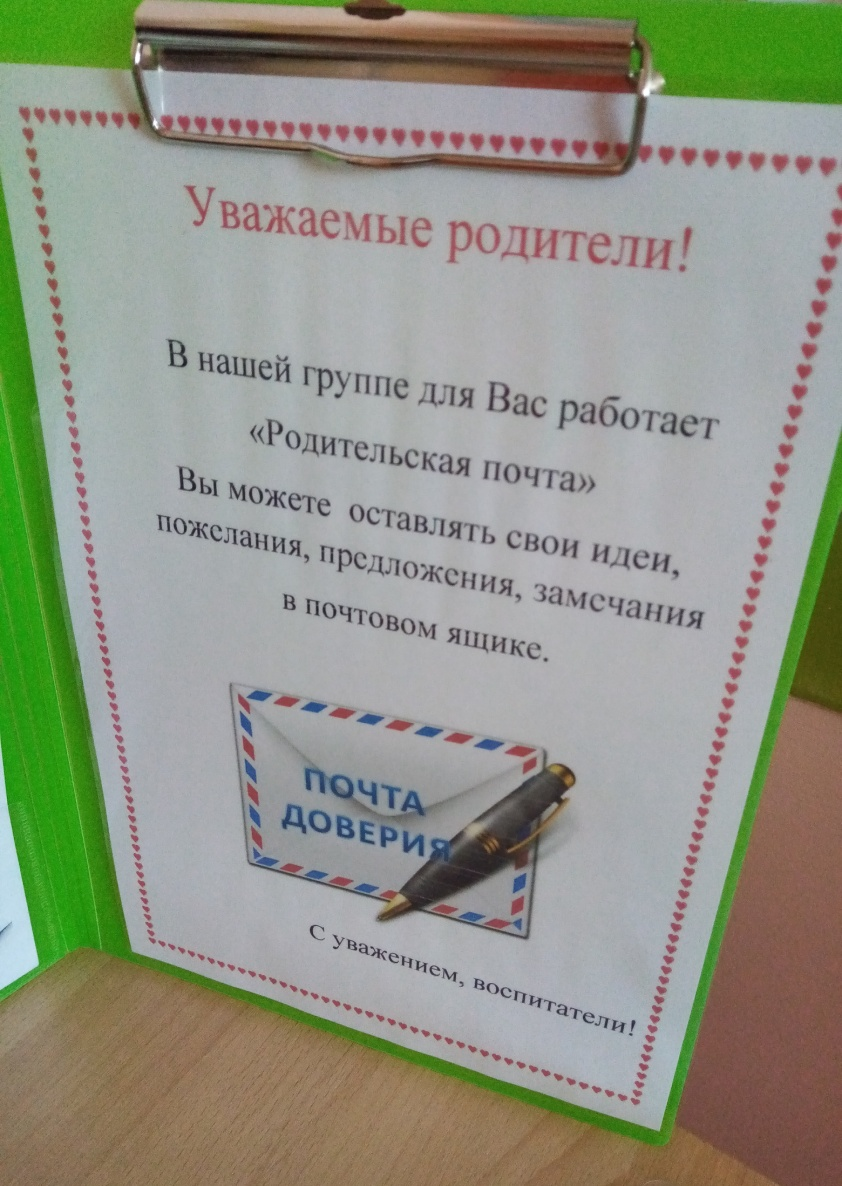 Уважаемые родители!
В нашей группе для Вас работает
«Родительская почта»
Вы можете оставлять свои идеи,
пожелания, предложения, замечания
в почтовом ящике.
ПОЧТА
ДОВЕРИЯ
С уважением, воспитатели!